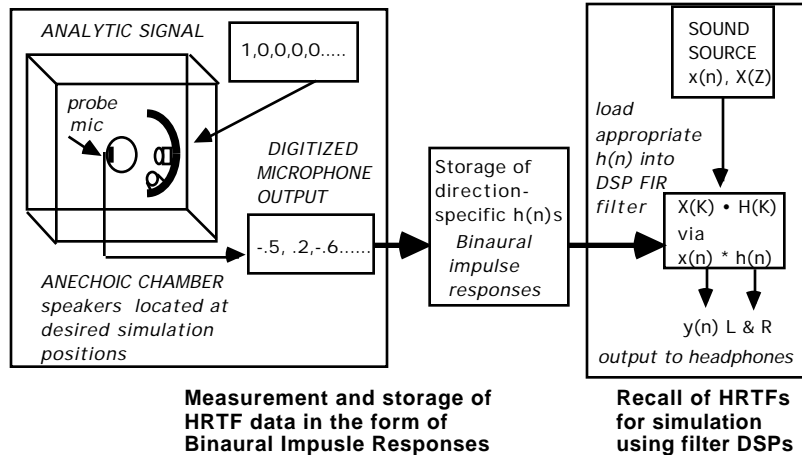 ANALYTIC SIGNAL
1,0,0,0,0.....
probe
mic
DIGITIZED
MICROPHONE
OUTPUT
-.5, .2,-.6......
ANECHOIC CHAMBER
speakers located at
desired simulation
positions
Storage of
direction-
specific h(n)s
Binaural
impulse
responses
SOUND
SOURCE
x(n), X(Z)
load
appropriate
h(n) into
DSP FIR
filter
X(K) • H(K)
via
x(n) * h(n)
y(n) L & R
output to headphones
Measurement and storage of
HRTF data in the form of
Binaural Impusle Responses
Recall of HRTFs
for simulation
using filter DSPs